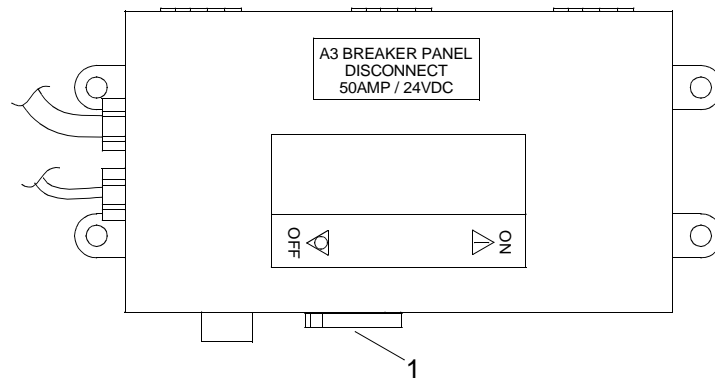 A3 BREAKER PANEL
DISCONNECT
50AMP / 24VDC
OFF
ON
1